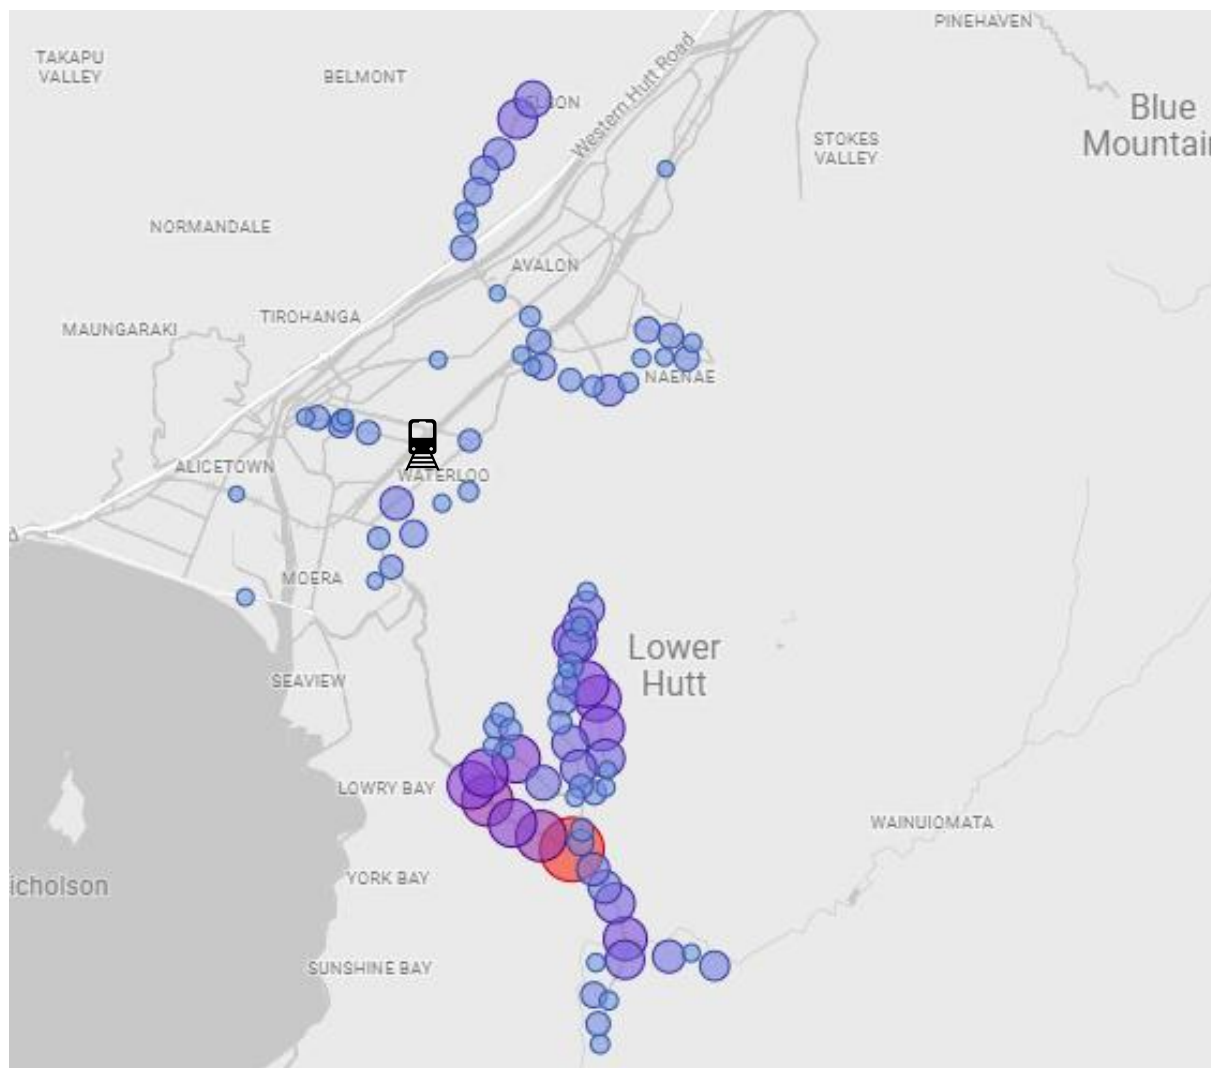 PINEHAVEN
TAKAPU
VALLEY
BELMONT
Western Hutt Road
Blue
STOKES
VALLEY
NORMANDALE
AVALON
TIROHANGA
MAUNGARAKI
NAENAE
ALICETOWN
WATERLOO
MOERA
Lower
Hutt
SEAVIEW
LOWRY BAY
WAINUIOMATA
YORK BAY
icholson
SUNSHINE BAY